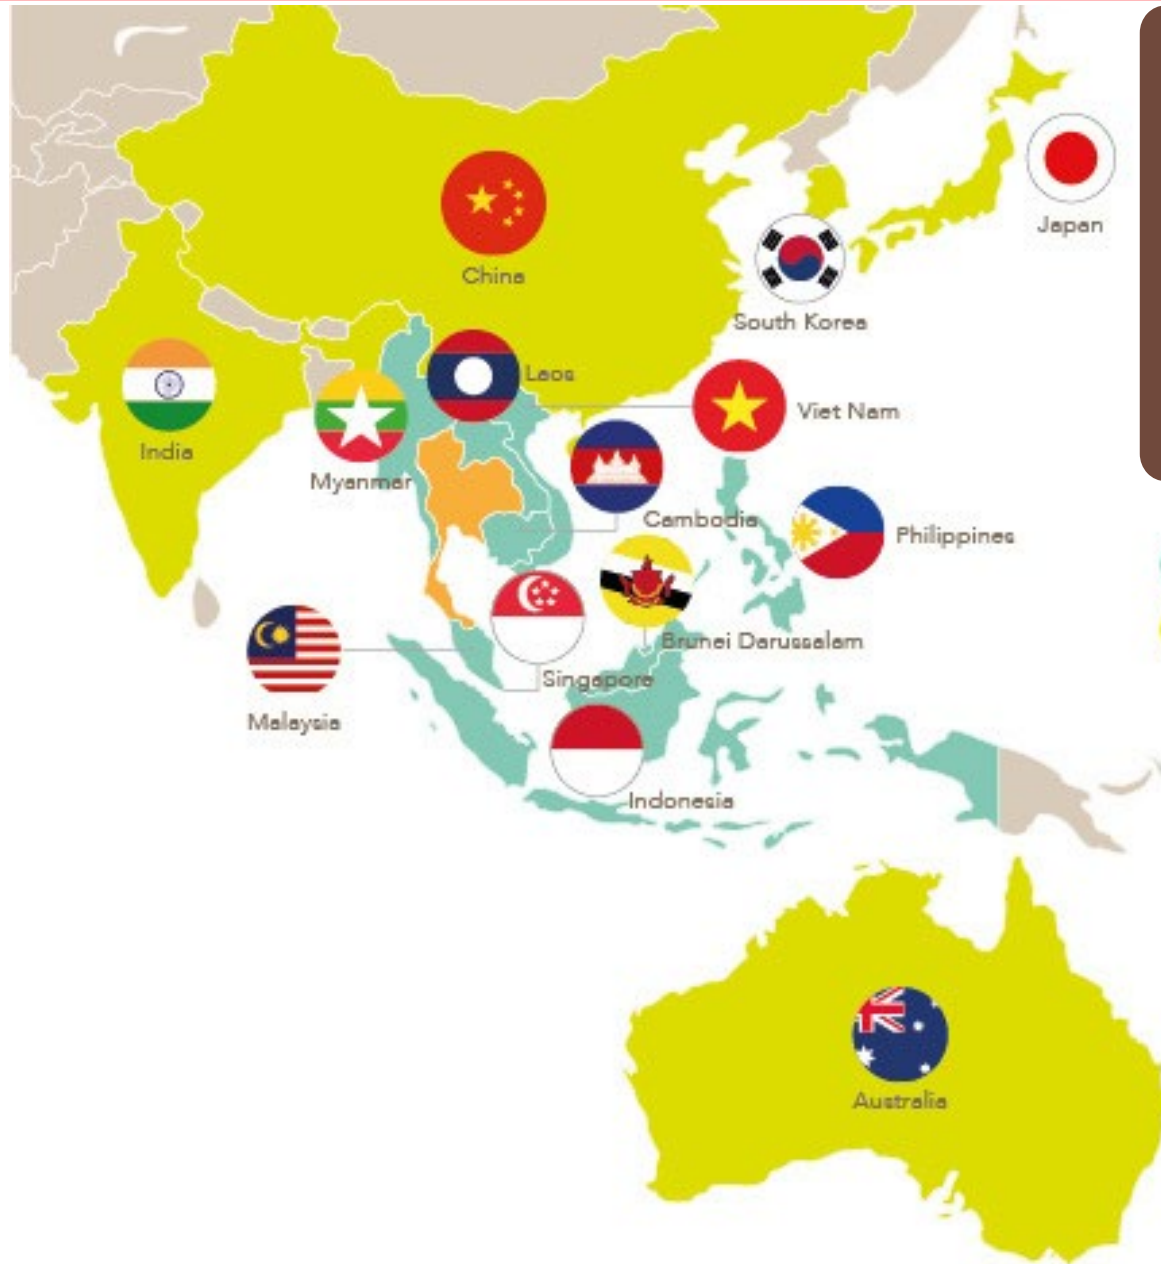 Japan
China
South Korea
Laos
Viet Nam
India
Myanmar
Cambodia
Philippines
Brunei Darussalam
Singapore
Malaysia
Indonesia
Australia